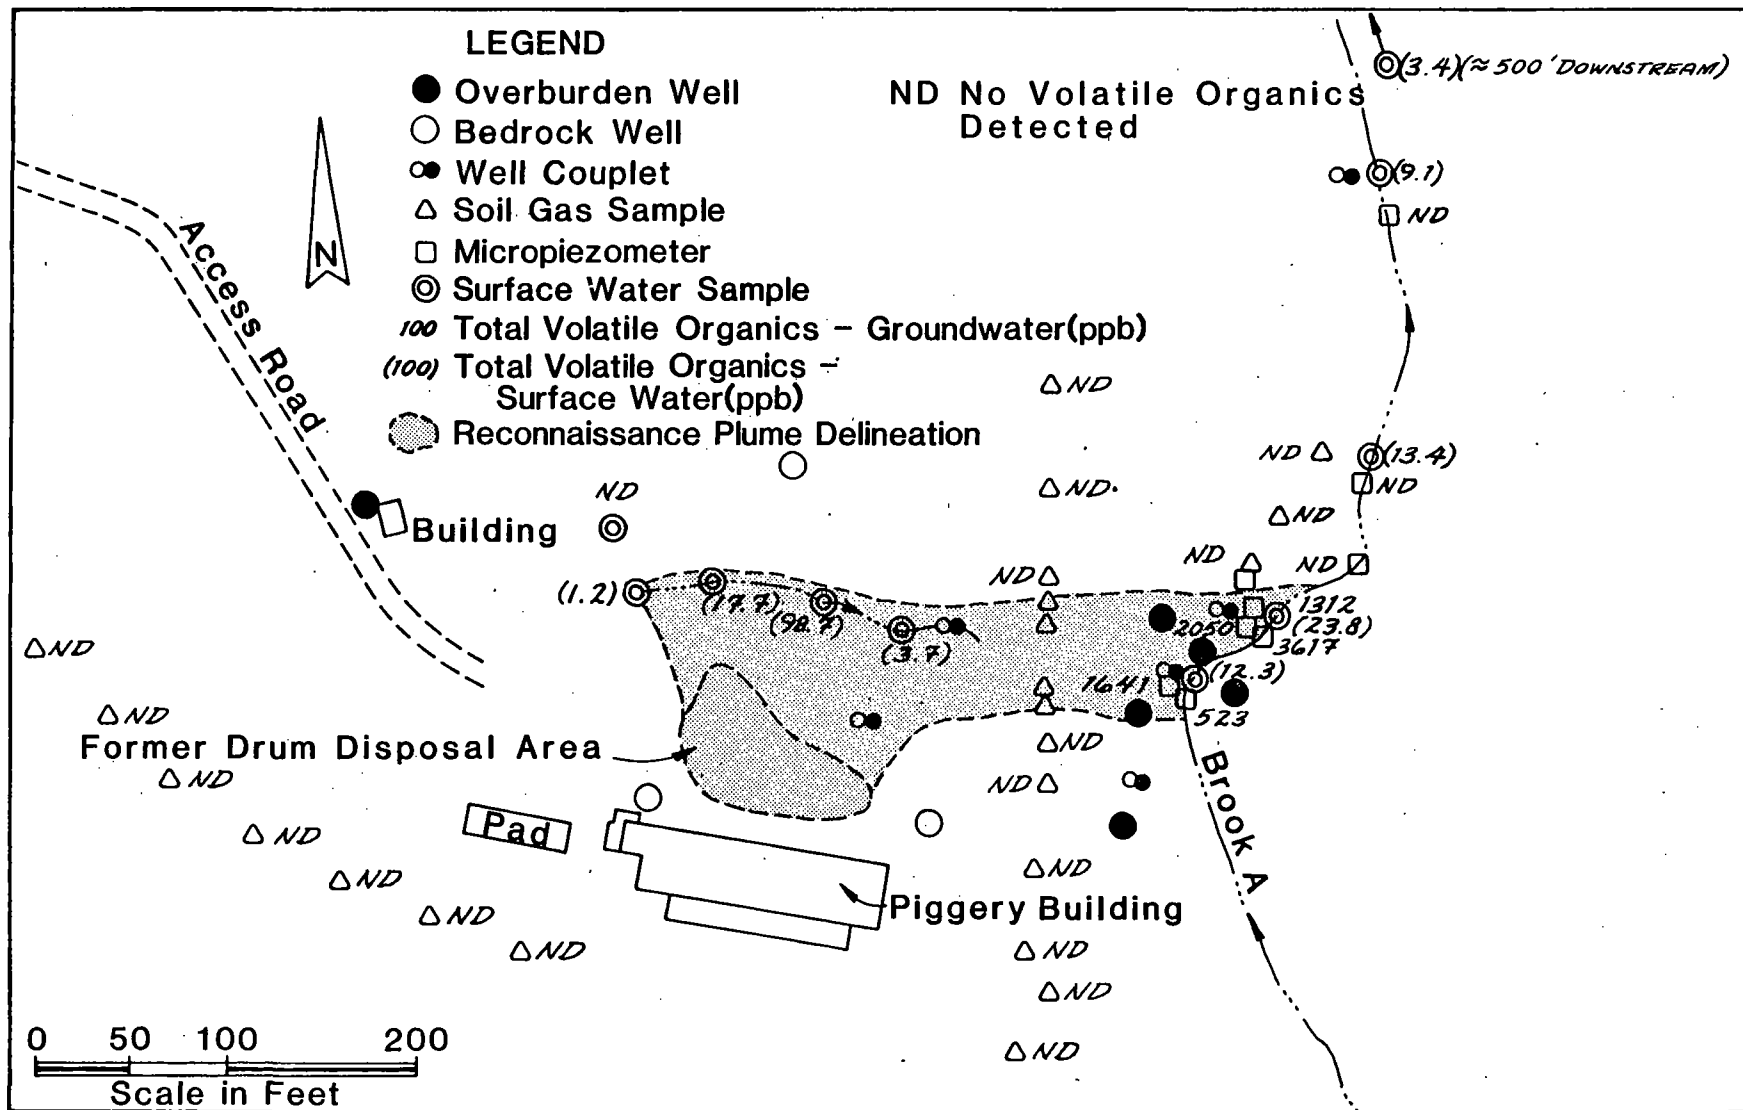 LEGEND
Overburden Well
Bedrock Well
Well Couplet
Soil Gas Sample
Micropiezometer
Surface Water Sample
100 Total Volatile Organics - Groundwater(ppb)
(100) Total Volatile Organics -
Surface Water(ppb)
Reconnaissance Plume Delineation
ND No Volatile Organics
Detected
(3.4)(≈500' DOWNSTREAM)
(9.1)
ND
N
Access Road
ND
ND
(13.4)
ND
ND
ND
ND
Building
ND
ND
ND
(1.2)
(17.7)
(98.7)
(3.7)
2050
1312
(23.8)
3617
(12.3)
1641
523
ND
ND
Former Drum Disposal Area
ND
ND
ND
Pad
ND
ND
ND
ND
ND
Piggery Building
Brook A
ND
ND
ND
0 50 100 200
Scale in Feet